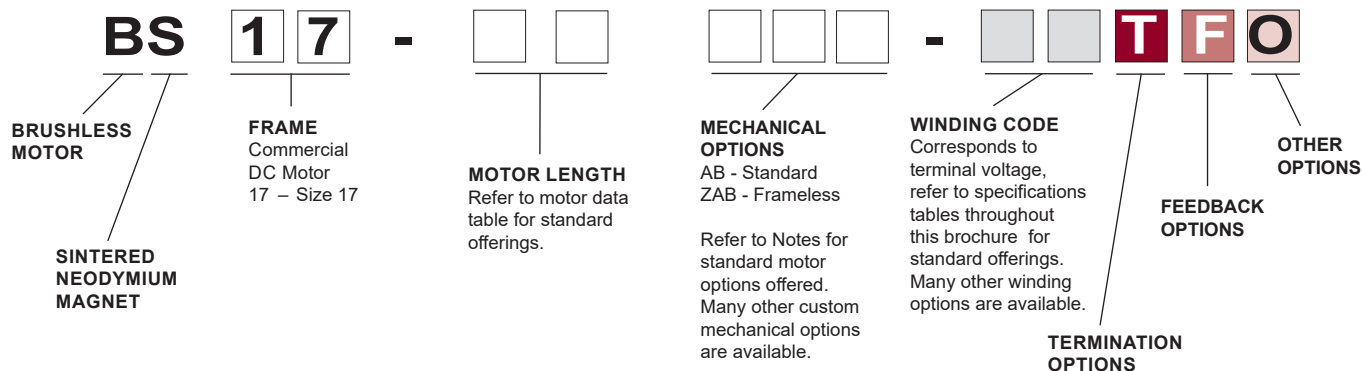 BS 17 - - T F O
BRUSHLESS
MOTOR
SINTERED
NEODYMIUM
MAGNET
FRAME
Commercial
DC Motor
17 – Size 17
MOTOR LENGTH
Refer to motor data
table for standard
offerings.
MECHANICAL
OPTIONS
AB - Standard
ZAB - Frameless
Refer to Notes for
standard motor
options offered.
Many other custom
mechanical options
are available.
WINDING CODE
Corresponds to
terminal voltage,
refer to specifications
tables throughout
this brochure for
standard offerings.
Many other winding
options are available.
TERMINATION
OPTIONS
FEEDBACK
OPTIONS
OTHER
OPTIONS